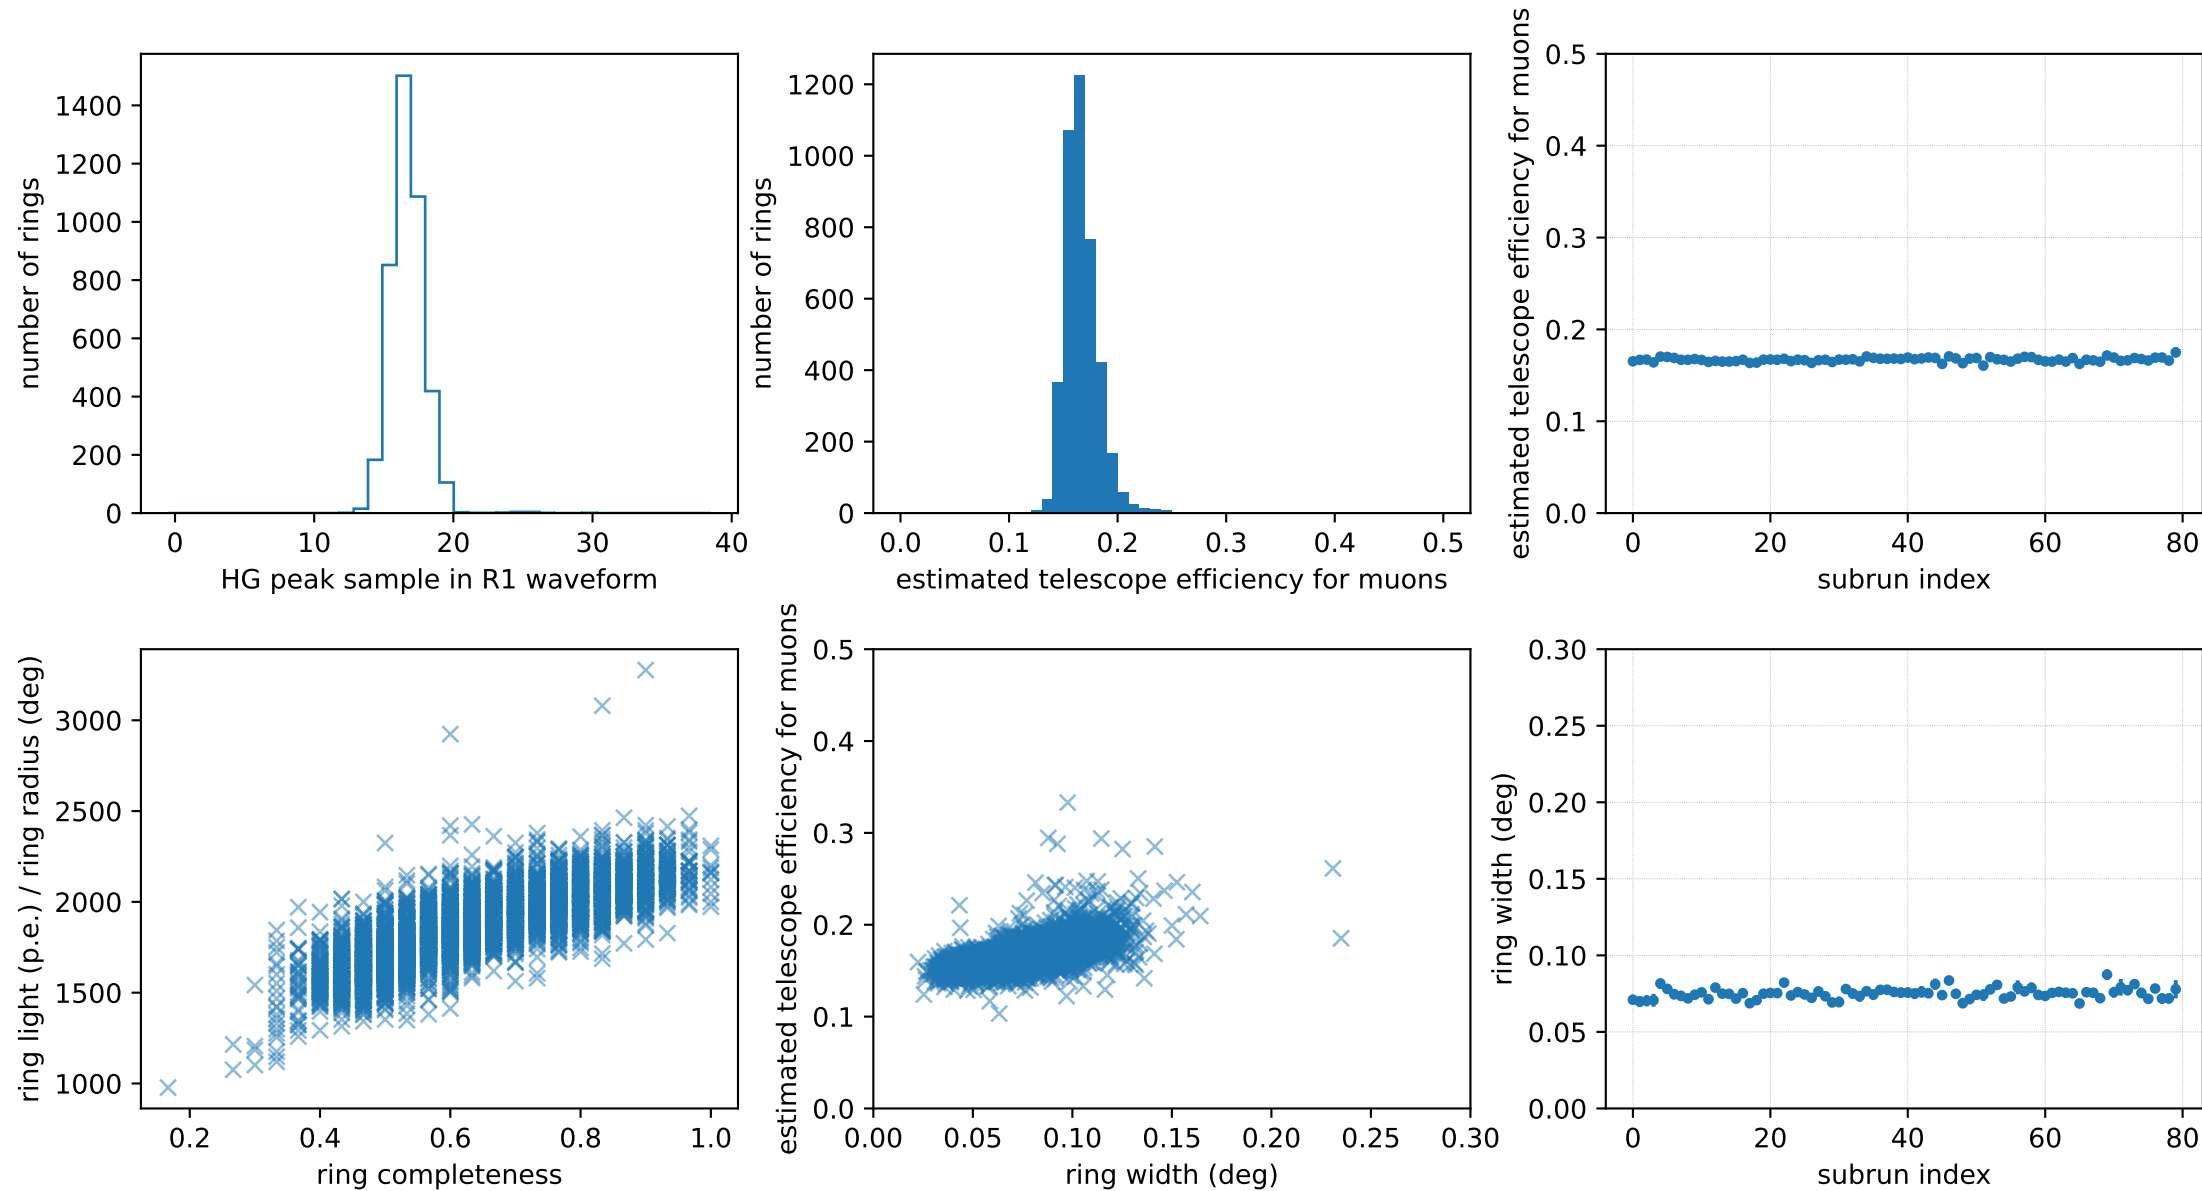 number of rings
1400
1200
1000
800
600
400
200
0
0 10 20 30 40
HG peak sample in R1 waveform
number of rings
1200
1000
800
600
400
200
0
0.0 0.1 0.2 0.3 0.4 0.5
estimated telescope efficiency for muons
estimated telescope efficiency for muons
0.5
0.4
0.3
0.2
0.1
0.0
0 20 40 60 80
subrun index
ring light (p.e.) / ring radius (deg)
3000
2500
2000
1500
1000
0.2 0.4 0.6 0.8 1.0
ring completeness
estimated telescope efficiency for muons
0.5
0.4
0.3
0.2
0.1
0.0
0.00 0.05 0.10 0.15 0.20 0.25 0.30
ring width (deg)
ring width (deg)
0.30
0.25
0.20
0.15
0.10
0.05
0.00
0 20 40 60 80
subrun index